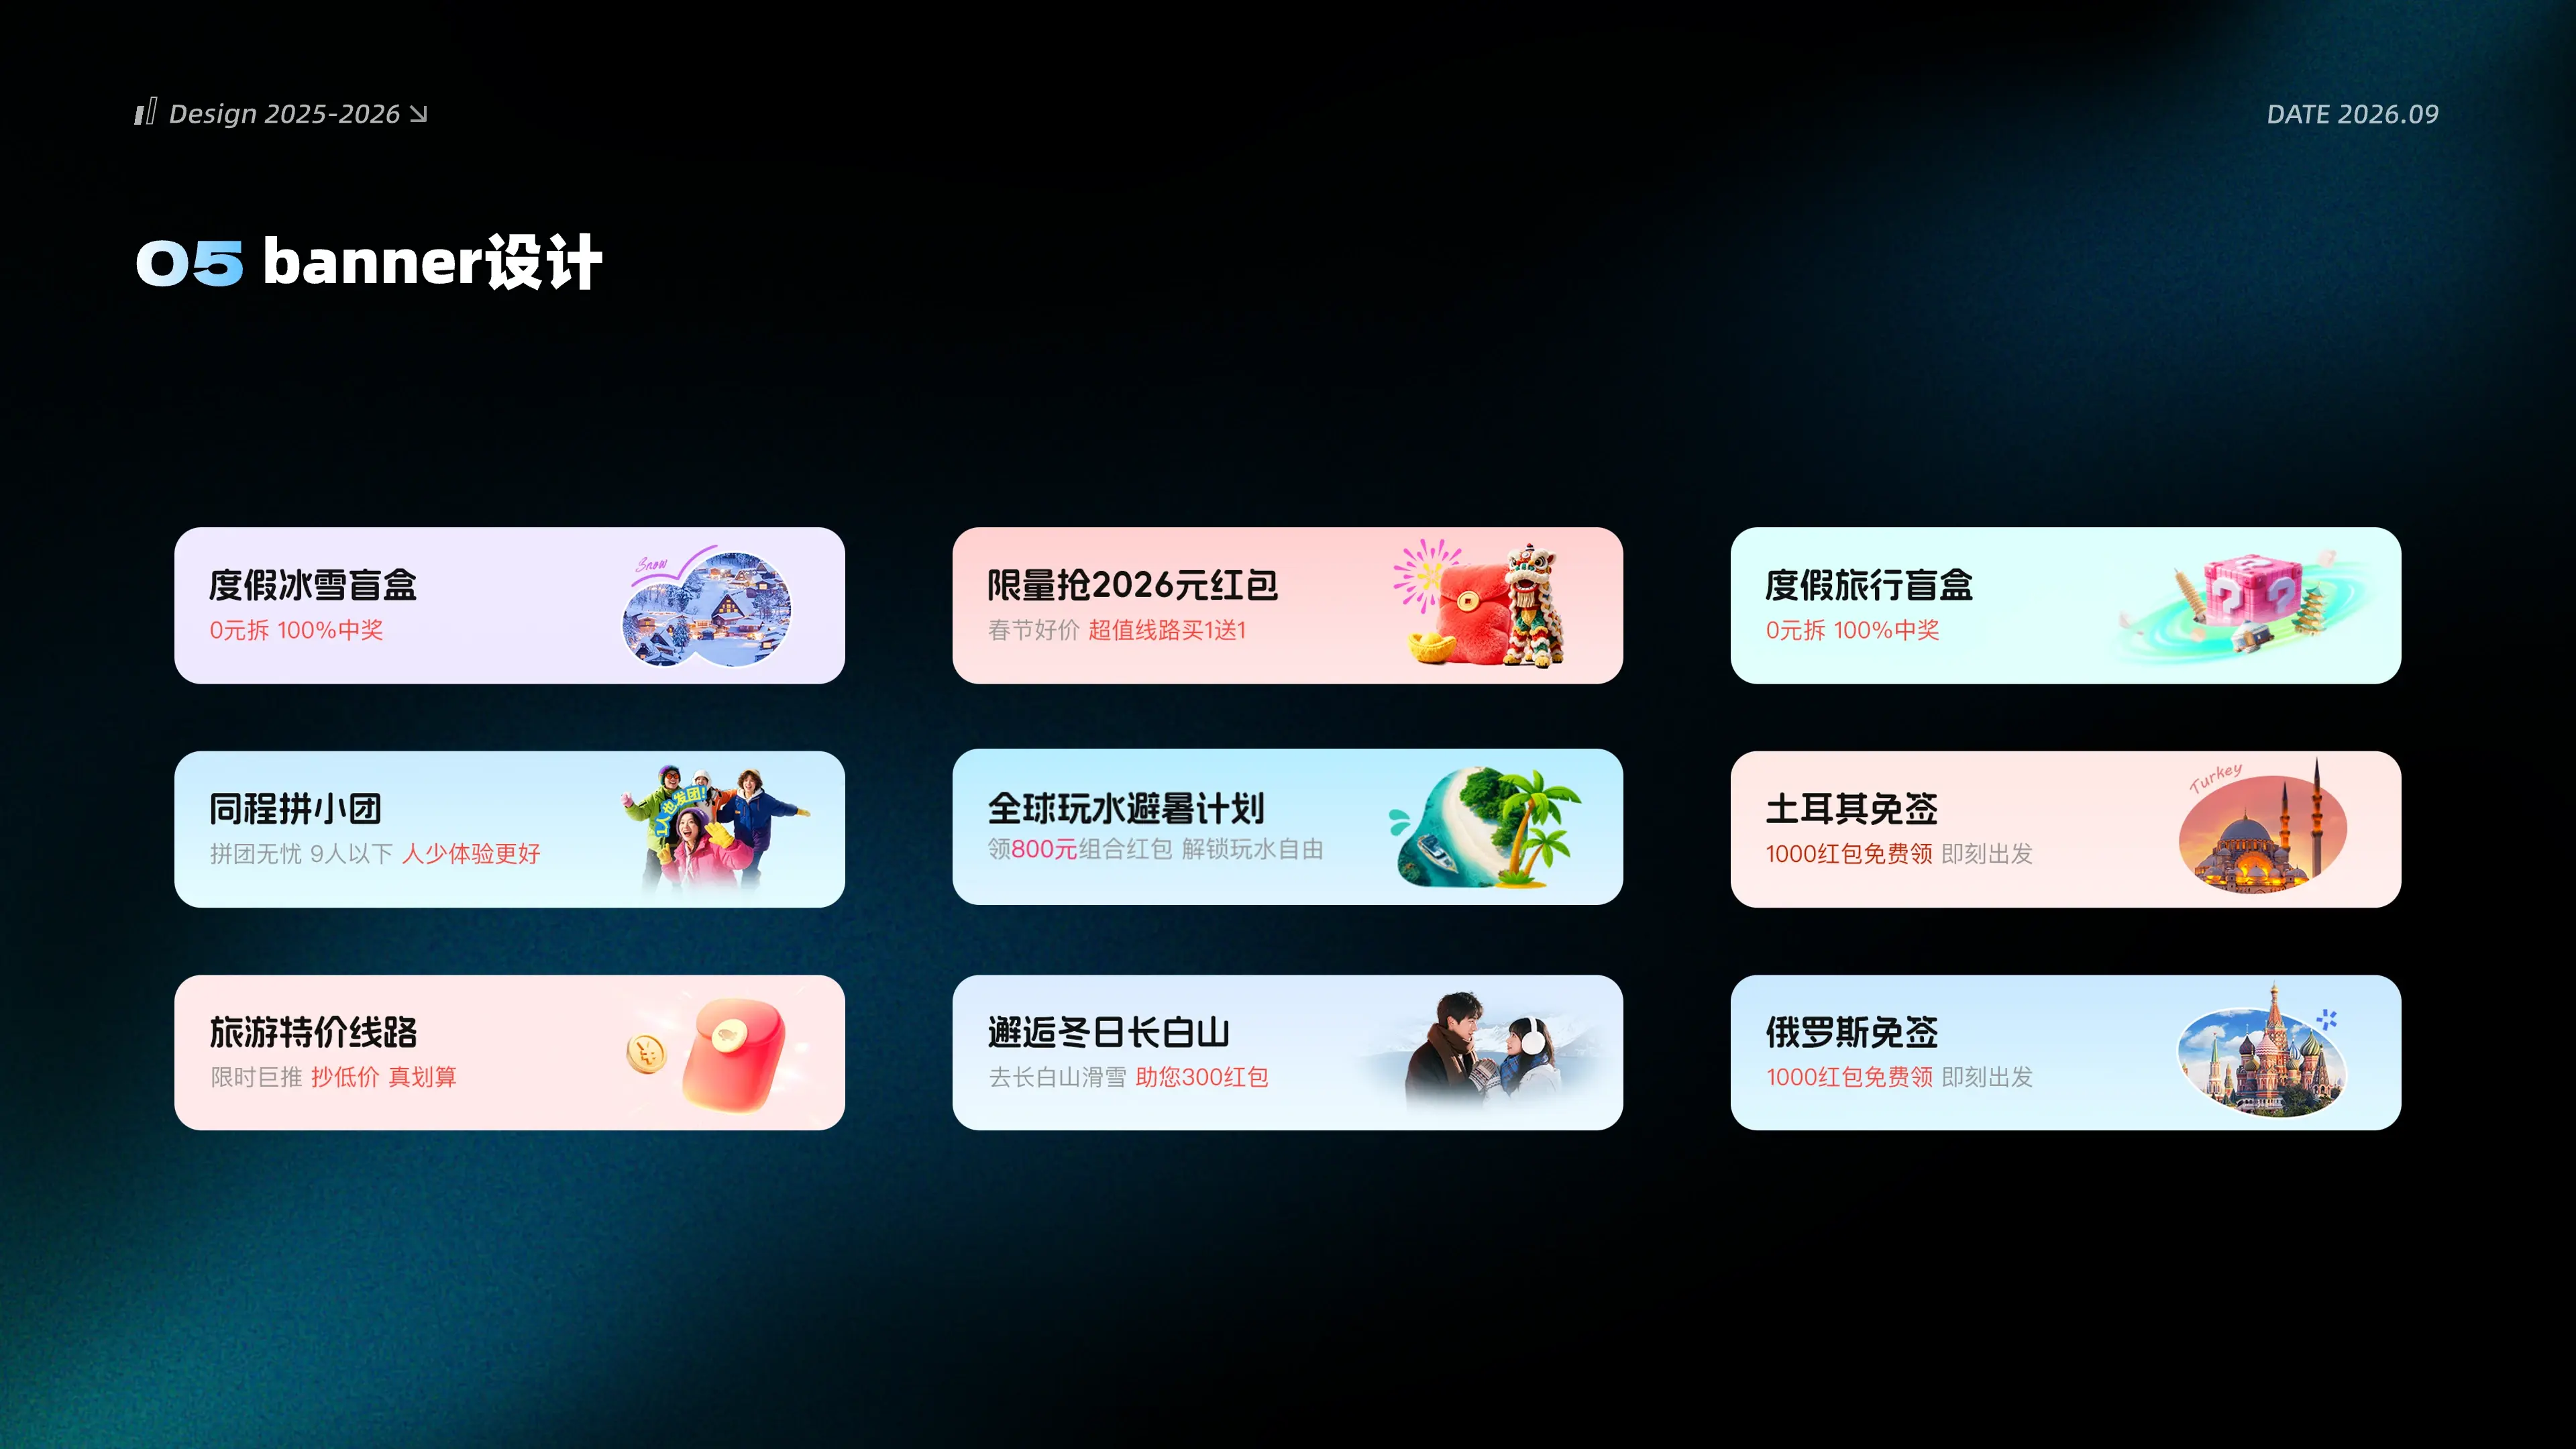 Design 2025-2026
DATE 2026.09
05 banner设计
度假冰雪盲盒
0元拆 100%中奖
Snow
限量抢2026元红包
春节好价 超值线路买1送1
度假旅行盲盒
0元拆 100%中奖
? ?
同程拼小团
拼团无忧 9人以下 人少体验更好
1人也发团!
全球玩水避暑计划
领800元组合红包 解锁玩水自由
土耳其免签
1000红包免费领 即刻出发
Turkey
旅游特价线路
限时巨推 抄低价 真划算
¥
邂逅冬日长白山
去长白山滑雪 助您300红包
俄罗斯免签
1000红包免费领 即刻出发